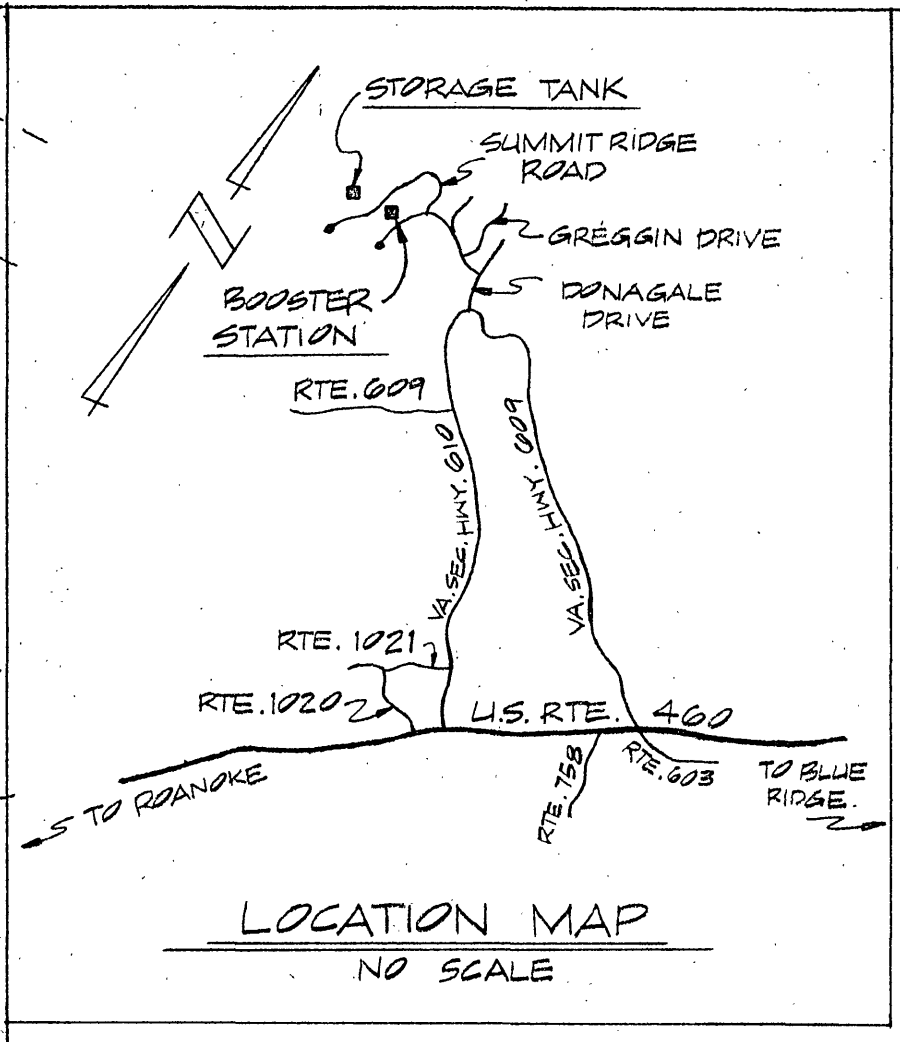 STORAGE TANK
SUMMIT RIDGE
ROAD
GREGGIN DRIVE
DONAGALE
DRIVE
BOOSTER
STATION
RTE. 609
VA. SEC. HWY. 610
VA. SEC. HWY. 609
RTE. 1021
RTE. 1020
U.S. RTE. 460
TO ROANOKE
RTE. 758
RTE. 603
TO BLUE
RIDGE.
N
LOCATION MAP
NO SCALE